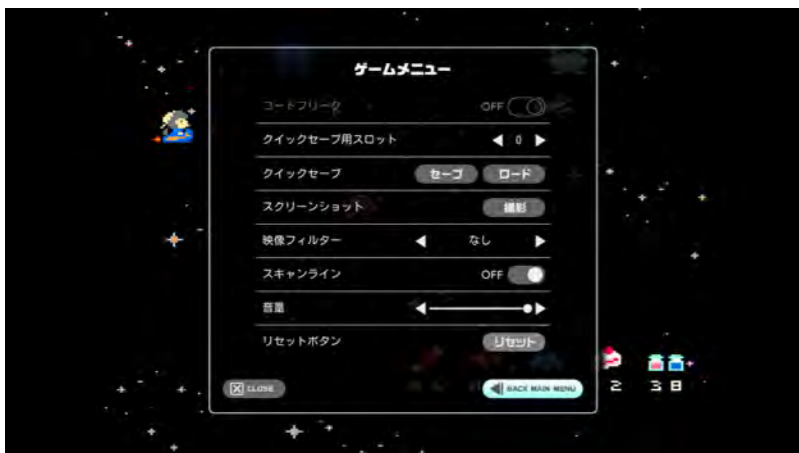 ゲームメニュー
コードフリーク OFF
クイックセーブ用スロット 0
クイックセーブ セーブ ロード
スクリーンショット 撮影
映像フィルター なし
スキャンライン OFF
音量
リセットボタン リセット
CLOSE BACK MAIN MENU
2 38